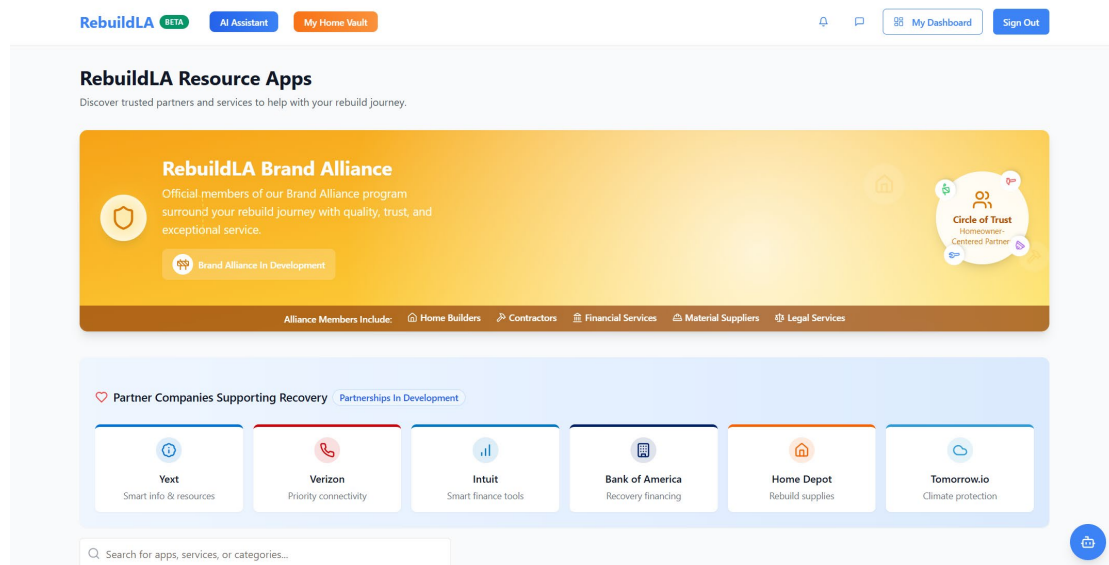 RebuildLA BETA AI Assistant My Home Vault My Dashboard Sign Out
RebuildLA Resource Apps
Discover trusted partners and services to help with your rebuild journey.
RebuildLA Brand Alliance
Official members of our Brand Alliance program
surround your rebuild journey with quality, trust, and
exceptional service.
Brand Alliance In Development
Circle of Trust
Homeowner-
Centered Partner
Alliance Members Include: Home Builders Contractors Financial Services Material Suppliers Legal Services
Partner Companies Supporting Recovery Partnerships In Development
Yext
Smart info & resources
Verizon
Priority connectivity
Intuit
Smart finance tools
Bank of America
Recovery financing
Home Depot
Rebuild supplies
Tomorrow.io
Climate protection
Search for apps, services, or categories...